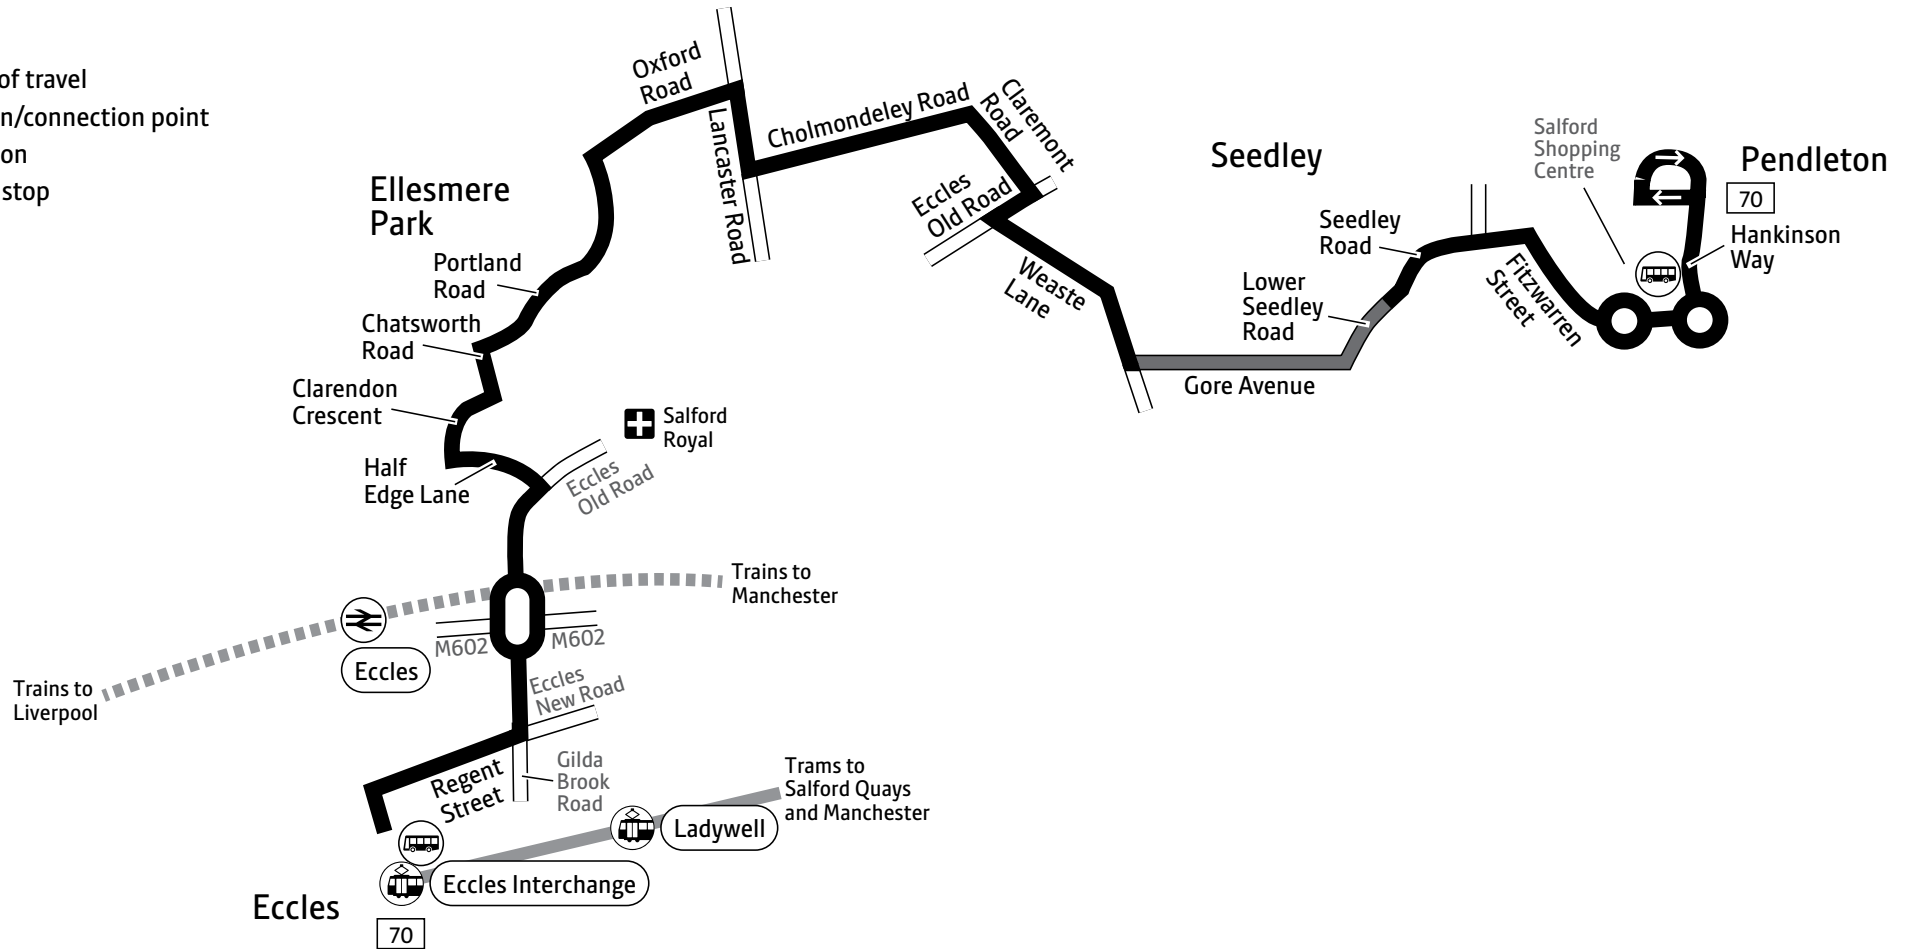 of travel
n/connection point
on
stop
Oxford
Road
Lancaster Road
Cholmondeley Road
Claremont
Road
Eccles
Old Road
Weaste
Lane
Seedley
Salford
Shopping
Centre
Pendleton
70
Hankinson
Way
Seedley
Road
Fitzwarren
Street
Lower
Seedley
Road
Gore Avenue
Ellesmere
Park
Portland
Road
Chatsworth
Road
Clarendon
Crescent
Half
Edge Lane
Salford
Royal
Eccles
Old Road
Trains to
Manchester
M602
M602
Eccles
Trains to
Liverpool
Eccles
New Road
Regent
Street
Gilda
Brook
Road
Trams to
Salford Quays
and Manchester
Ladywell
Eccles Interchange
Eccles
70